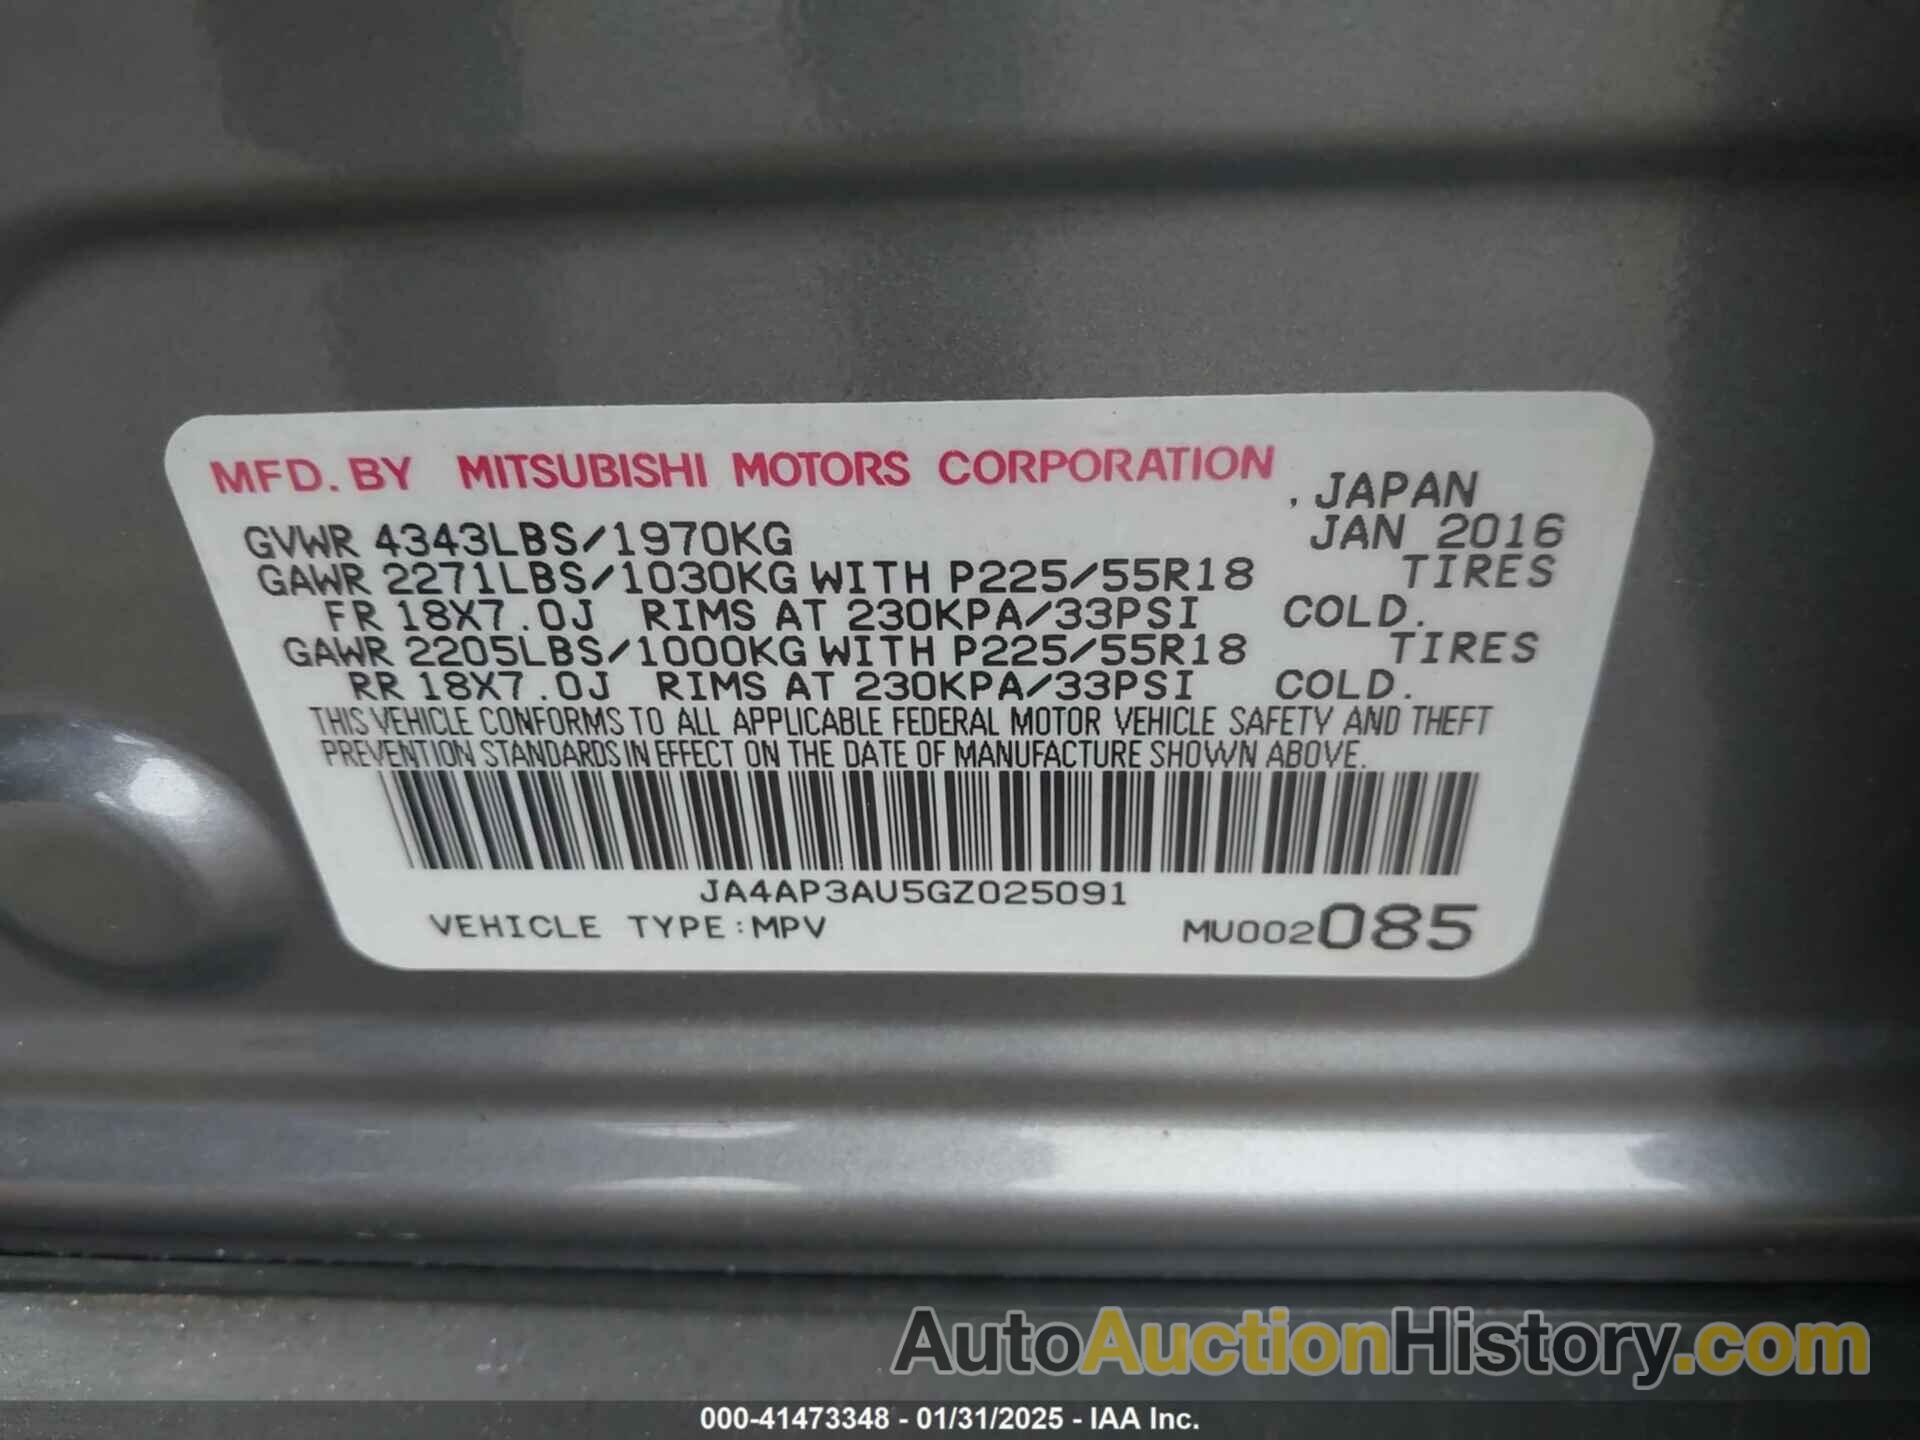 MFD. BY MITSUBISHI MOTORS CORPORATION , JAPAN
GVWR 4343LBS/1970KG JAN 2016
GAWR 2271LBS/1030KG WITH P225/55R18 TIRES
FR 18X7.0J RIMS AT 230KPA/33PSI COLD.
GAWR 2205LBS/1000KG WITH P225/55R18 TIRES
RR 18X7.0J RIMS AT 230KPA/33PSI COLD.
THIS VEHICLE CONFORMS TO ALL APPLICABLE FEDERAL MOTOR VEHICLE SAFETY AND THEFT
PREVENTION STANDARDS IN EFFECT ON THE DATE OF MANUFACTURE SHOWN ABOVE.
JA4AP3AU5GZ025091
VEHICLE TYPE:MPV MU002085
AutoAuctionHistory.com
000-41473348 - 01/31/2025 - IAA Inc.